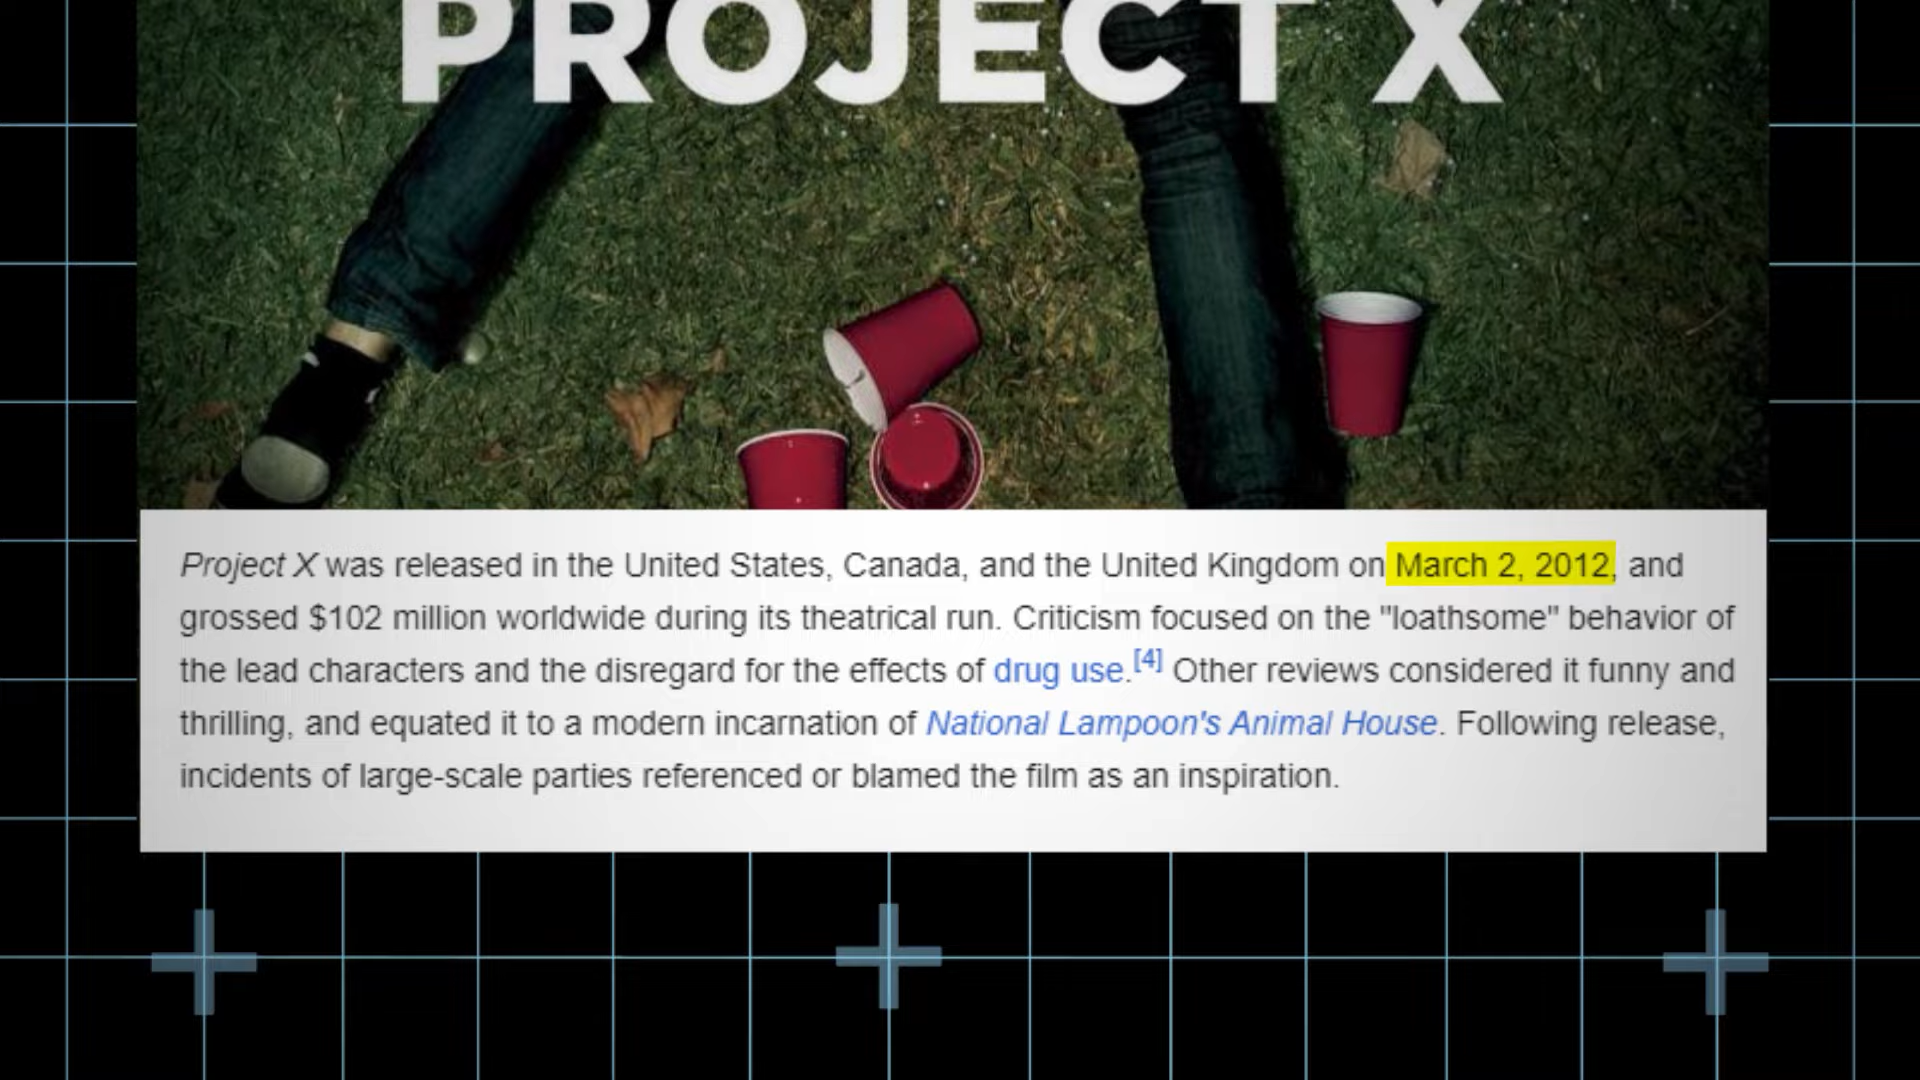 PROJECT X
Project X was released in the United States, Canada, and the United Kingdom on March 2, 2012, and
grossed $102 million worldwide during its theatrical run. Criticism focused on the "loathsome" behavior of
the lead characters and the disregard for the effects of drug use.[4] Other reviews considered it funny and
thrilling, and equated it to a modern incarnation of National Lampoon's Animal House. Following release,
incidents of large-scale parties referenced or blamed the film as an inspiration.